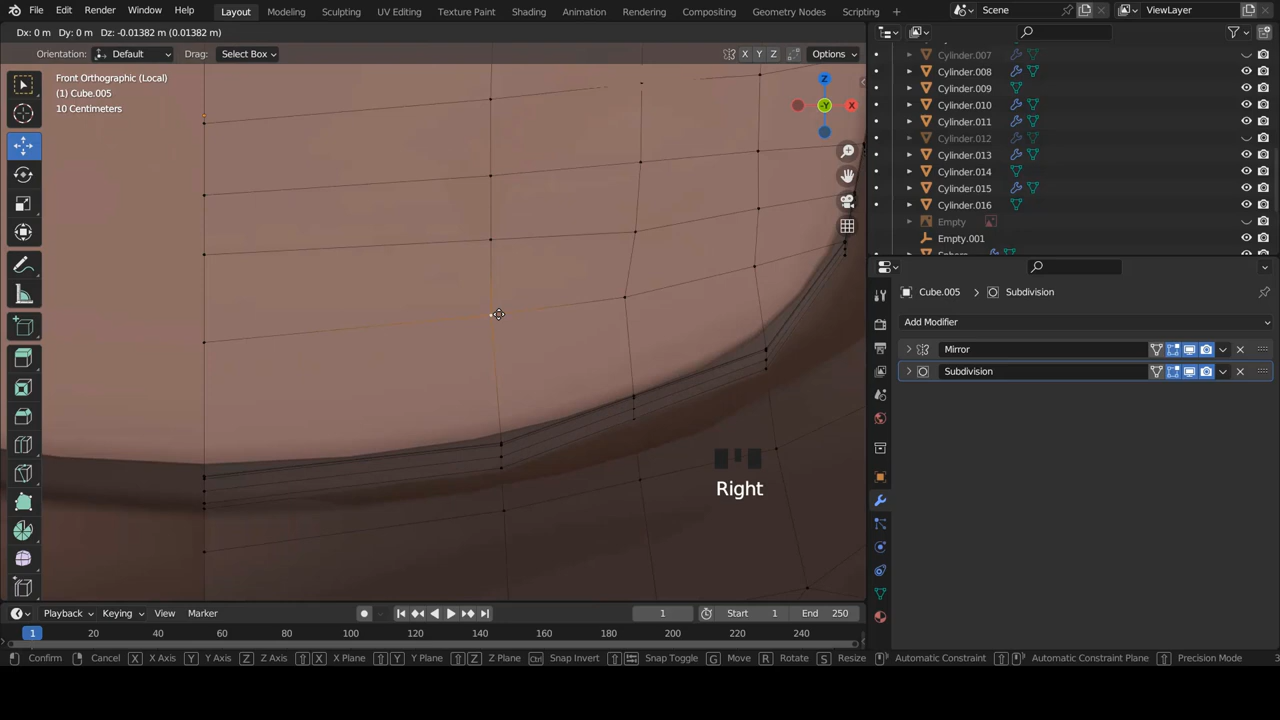 File Edit Render Window Help Layout Modeling Sculpting UV Editing Texture Paint Shading Animation Rendering Compositing Geometry Nodes Scripting Scene ViewLayer
Dx: 0 m Dy: 0 m Dz: -0.01382 m (0.01382 m)
Orientation: Default Drag: Select Box X Y Z Options
Front Orthographic (Local)
(1) Cube.005
10 Centimeters
Z
-Y X
Cylinder.007
Cylinder.008
Cylinder.009
Cylinder.010
Cylinder.011
Cylinder.012
Cylinder.013
Cylinder.014
Cylinder.015
Cylinder.016
Empty
Empty.001
Cube.005 > Subdivision
Add Modifier
Mirror
Subdivision
Right
Playback Keying View Marker 1 Start 1 End 250
1 20 40 60 80 100 120 140 160 180 200 220 240
Confirm Cancel X X Axis Y Y Axis Z Z Axis X X Plane Y Y Plane Z Z Plane Ctrl Snap Invert Snap Toggle G Move R Rotate S Resize Automatic Constraint Automatic Constraint Plane Precision Mode